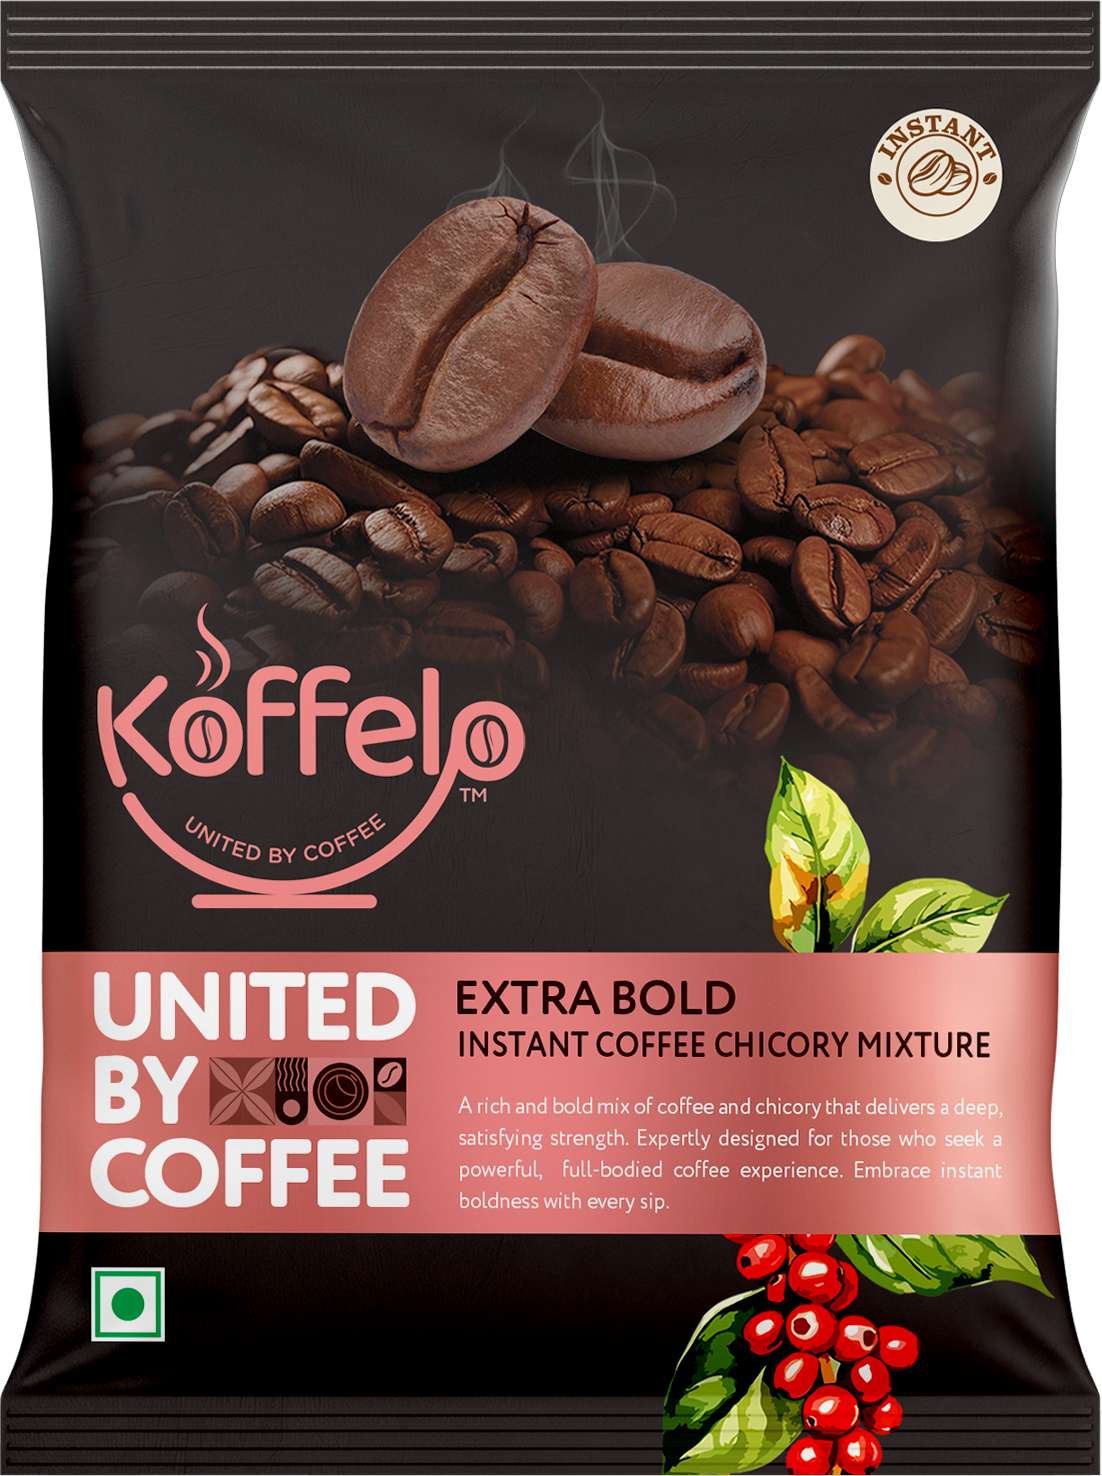 INSTANT
Koffelo
TM
UNITED BY COFFEE
UNITED
BY
COFFEE
EXTRA BOLD
INSTANT COFFEE CHICORY MIXTURE
A rich and bold mix of coffee and chicory that delivers a deep,
satisfying strength. Expertly designed for those who seek a
powerful, full-bodied coffee experience. Embrace instant
boldness with every sip.